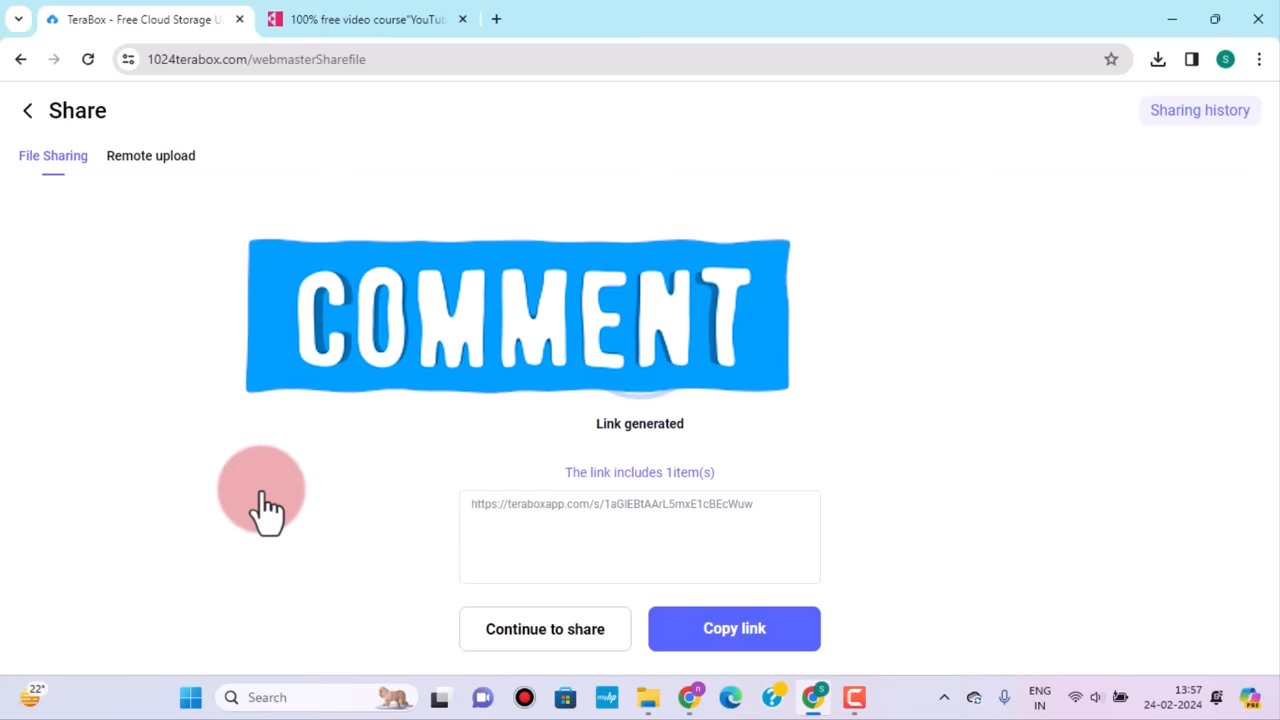 TeraBox - Free Cloud Storage U
100% free video course"YouTub
1024terabox.com/webmasterSharefile
S
Share
Sharing history
File Sharing
Remote upload
COMMENT
Link generated
The link includes 1item(s)
https://teraboxapp.com/s/1aGlEBtAArL5mxE1cBEcWuw
Continue to share
Copy link
22°
Search
myhp
n
S
ENG
IN
13:57
24-02-2024
PRE